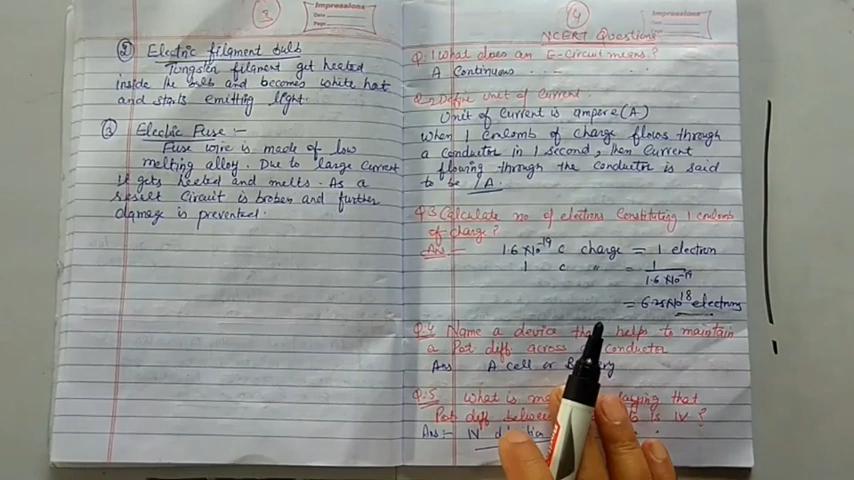 3
Impressions
Date
Page
② Electric filament bulb
Tungsten filament get heated
inside the bulb and becomes white hot
and starts emitting light.
③ Electric Fuse :-
Fuse wire is made of low
melting alloy. Due to large current
it gets heated and melts. As a
result circuit is broken and further
damage is prevented.
4
Impressions
NCERT Questions
Q.1 What does an E-Circuit means?
A Continuous ... . .
Q.2 Define Unit of Current.
Unit of Current is ampere (A)
When 1 coulomb of charge flows through
a conductor in 1 second, then Current
flowing through the Conductor is said
to be 1A.
Q3 Calculate no of electrons Constituting 1 coulomb
of charge?
Ans :- 1.6×10⁻¹⁹ C charge = 1 electron
1 C " = 1/1.6×10⁻¹⁹
= 6.25×10¹⁸ electrons
Q.4 Name a device that helps to maintain
a Pot diff across a conductor
Ans A cell or Battery
Q.5 What is that
Pot diff between is 1V?
Ans :- 1V